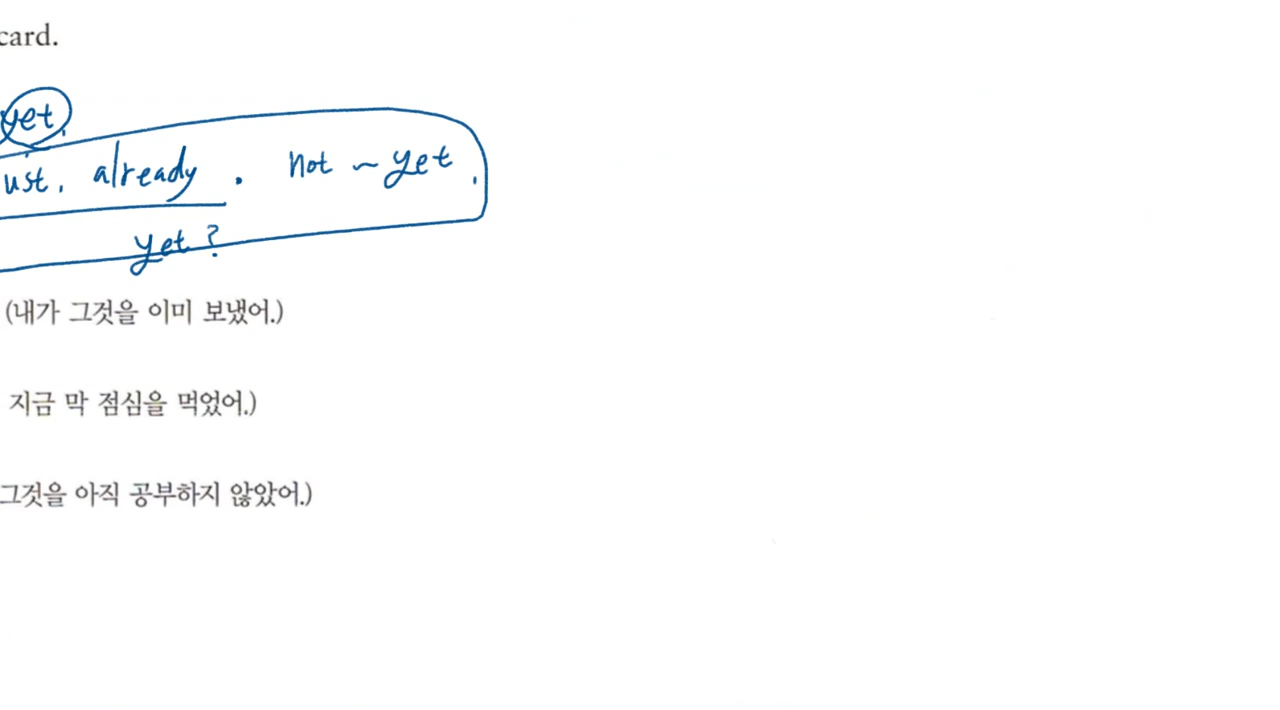 card.
yet.
ust, already. not ~ yet.
yet?
(내가 그것을 이미 보냈어.)
지금 막 점심을 먹었어.)
그것을 아직 공부하지 않았어.)